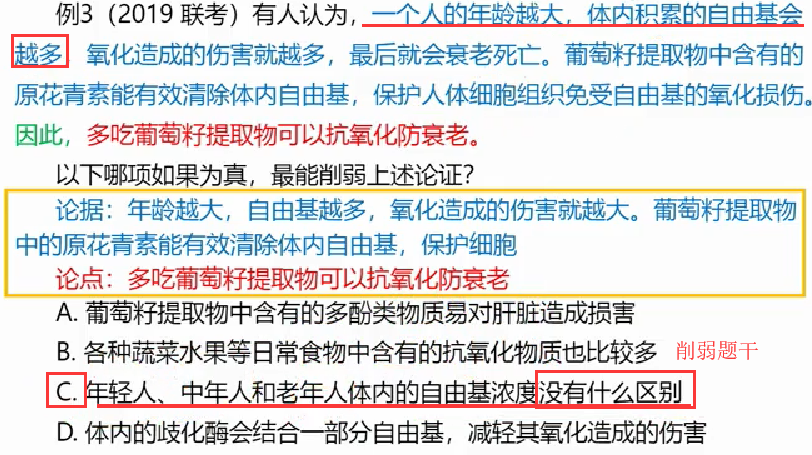 例3（2019 联考）有人认为，一个人的年龄越大，体内积累的自由基会
越多，氧化造成的伤害就越多，最后就会衰老死亡。葡萄籽提取物中含有的
原花青素能有效清除体内自由基，保护人体细胞组织免受自由基的氧化损伤。
因此，多吃葡萄籽提取物可以抗氧化防衰老。
以下哪项如果为真，最能削弱上述论证？
论据：年龄越大，自由基越多，氧化造成的伤害就越大。葡萄籽提取物
中的原花青素能有效清除体内自由基，保护细胞
论点：多吃葡萄籽提取物可以抗氧化防衰老
A. 葡萄籽提取物中含有的多酚类物质易对肝脏造成损害
B. 各种蔬菜水果等日常食物中含有的抗氧化物质也比较多 削弱题干
C. 年轻人、中年人和老年人体内的自由基浓度没有什么区别
D. 体内的歧化酶会结合一部分自由基，减轻其氧化造成的伤害